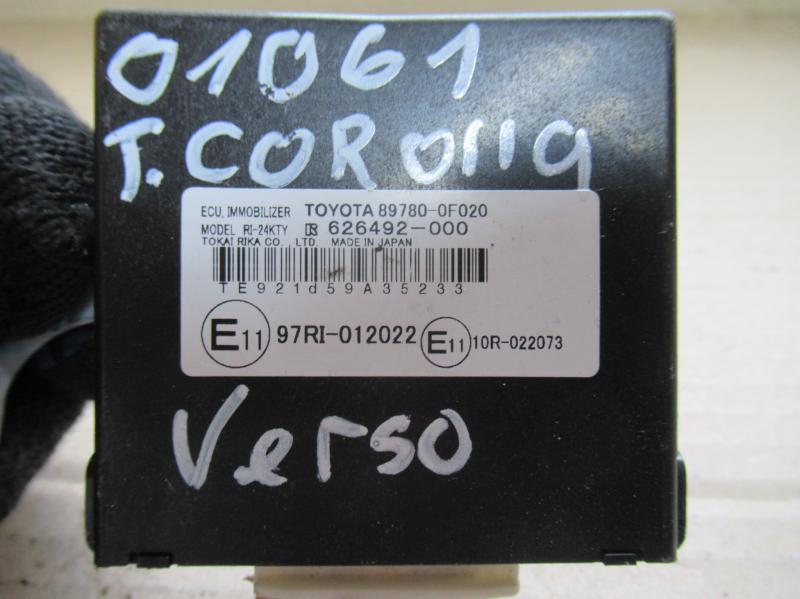 01061
T.COROllA
ECU, IMMOBILIZER TOYOTA 89780-0F020
MODEL RI-24KTY R 626492-000
TOKAI RIKA CO., LTD. MADE IN JAPAN
TE921d59A35233
E11 97RI-012022 E11 10R-022073
Verso